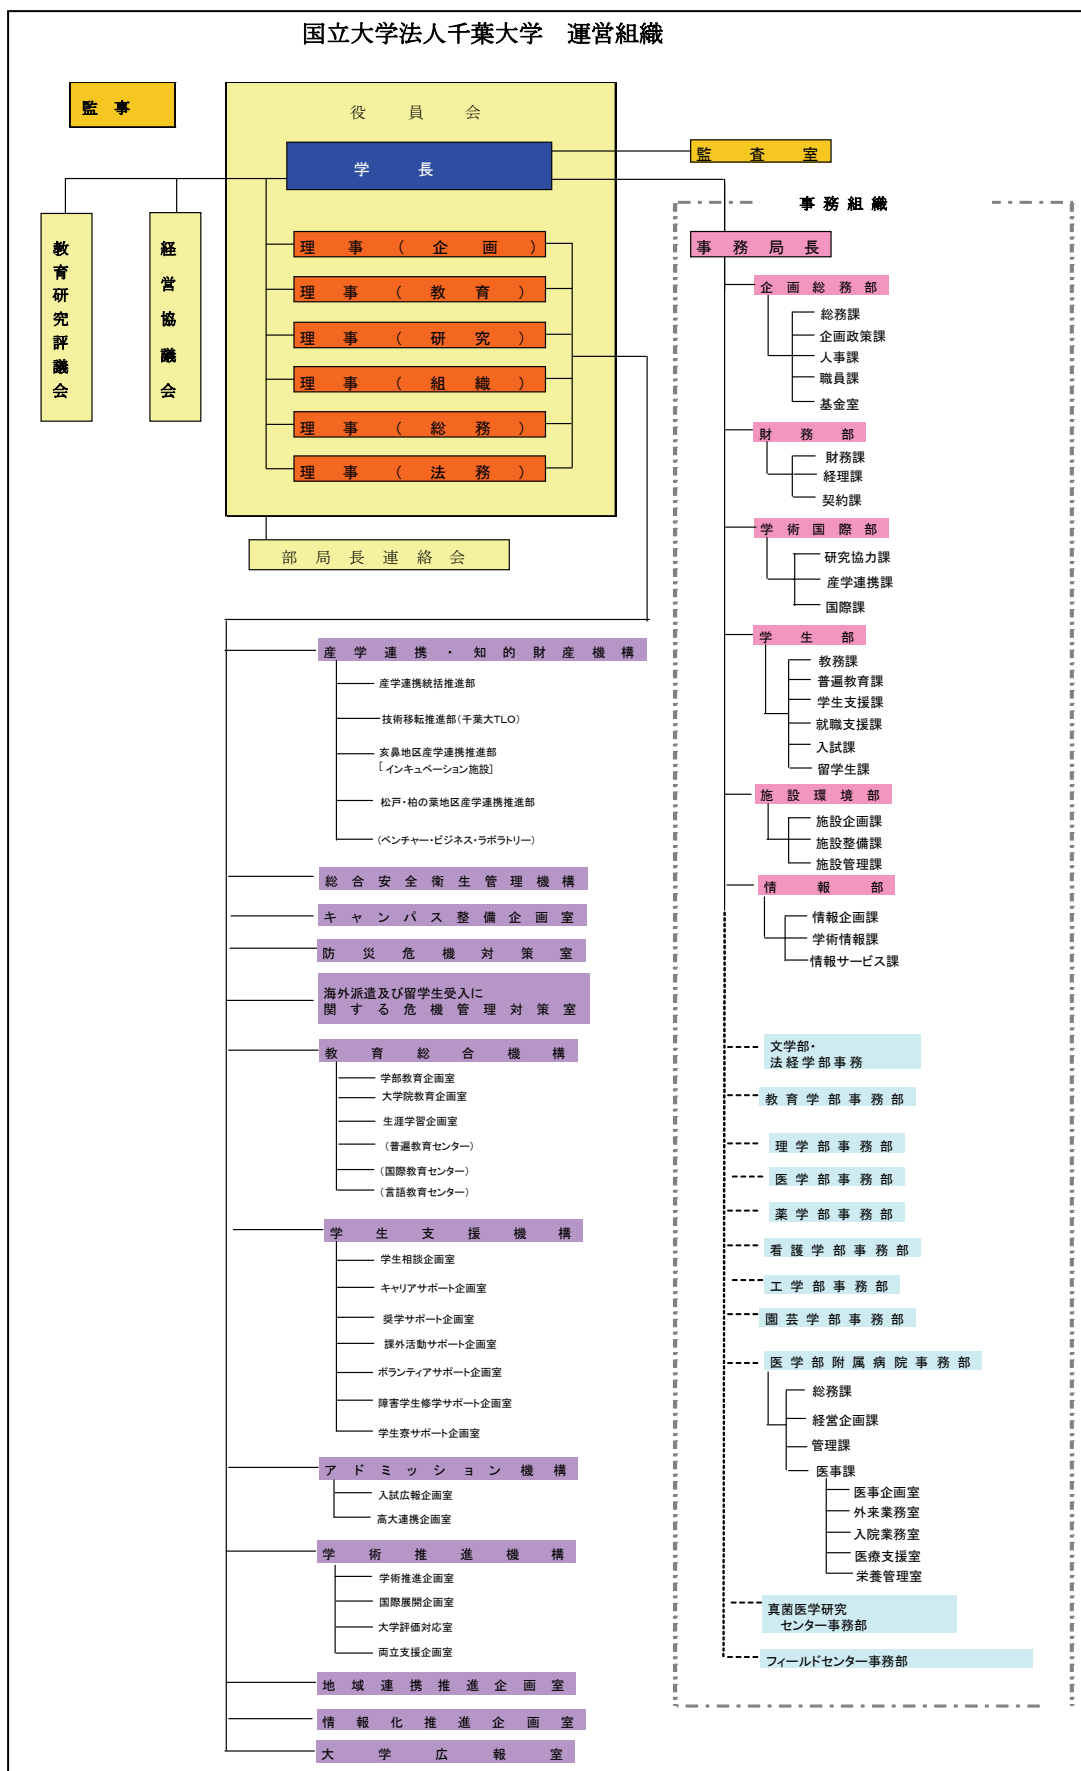 国立大学法人千葉大学　運営組織
監事
役員会
学長
監査室
教育研究評議会
経営協議会
理事(企画)
理事(教育)
理事(研究)
理事(組織)
理事(総務)
理事(法務)
部局長連絡会
産学連携・知的財産機構
産学連携統括推進部
技術移転推進部(千葉大TLO)
亥鼻地区産学連携推進部
[インキュベーション施設]
松戸・柏の葉地区産学連携推進部
(ベンチャー・ビジネス・ラボラトリー)
総合安全衛生管理機構
キャンパス整備企画室
防災危機対策室
海外派遣及び留学生受入に
関する危機管理対策室
教育総合機構
学部教育企画室
大学院教育企画室
生涯学習企画室
(普遍教育センター)
(国際教育センター)
(言語教育センター)
学生支援機構
学生相談企画室
キャリアサポート企画室
奨学サポート企画室
課外活動サポート企画室
ボランティアサポート企画室
障害学生修学サポート企画室
学生寮サポート企画室
アドミッション機構
入試広報企画室
高大連携企画室
学術推進機構
学術推進企画室
国際展開企画室
大学評価対応室
両立支援企画室
地域連携推進企画室
情報化推進企画室
大学広報室
事務組織
事務局長
企画総務部
総務課
企画政策課
人事課
職員課
基金室
財務部
財務課
経理課
契約課
学術国際部
研究協力課
産学連携課
国際課
学生部
教務課
普遍教育課
学生支援課
就職支援課
入試課
留学生課
施設環境部
施設企画課
施設整備課
施設管理課
情報部
情報企画課
学術情報課
情報サービス課
文学部・
法経学部事務
教育学部事務部
理学部事務部
医学部事務部
薬学部事務部
看護学部事務部
工学部事務部
園芸学部事務部
医学部附属病院事務部
総務課
経営企画課
管理課
医事課
医事企画室
外来業務室
入院業務室
医療支援室
栄養管理室
真菌医学研究
センター事務部
フィールドセンター事務部